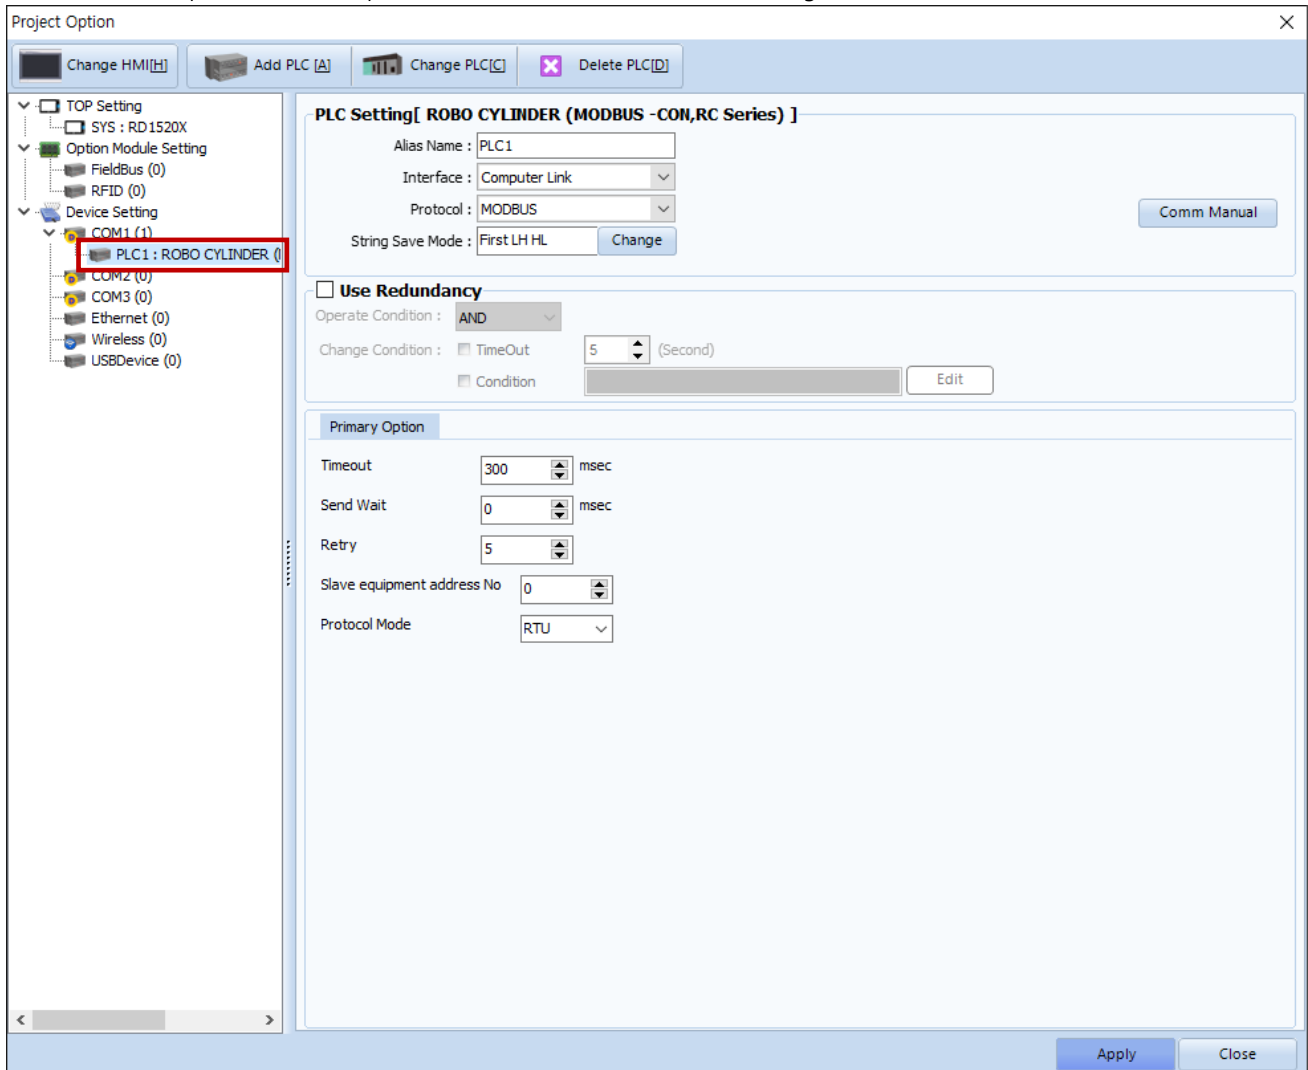 Project Option
Change HMI[H] Add PLC [A] Change PLC[C] Delete PLC[D]
TOP Setting
SYS : RD1520X
Option Module Setting
FieldBus (0)
RFID (0)
Device Setting
COM1 (1)
PLC1 : ROBO CYLINDER (
COM2 (0)
COM3 (0)
Ethernet (0)
Wireless (0)
USBDevice (0)
PLC Setting[ ROBO CYLINDER (MODBUS -CON,RC Series) ]
Alias Name : PLC1
Interface : Computer Link
Protocol : MODBUS
Comm Manual
String Save Mode : First LH HL Change
Use Redundancy
Operate Condition : AND
Change Condition : TimeOut 5 (Second)
Condition Edit
Primary Option
Timeout 300 msec
Send Wait 0 msec
Retry 5
Slave equipment address No 0
Protocol Mode RTU
Apply Close